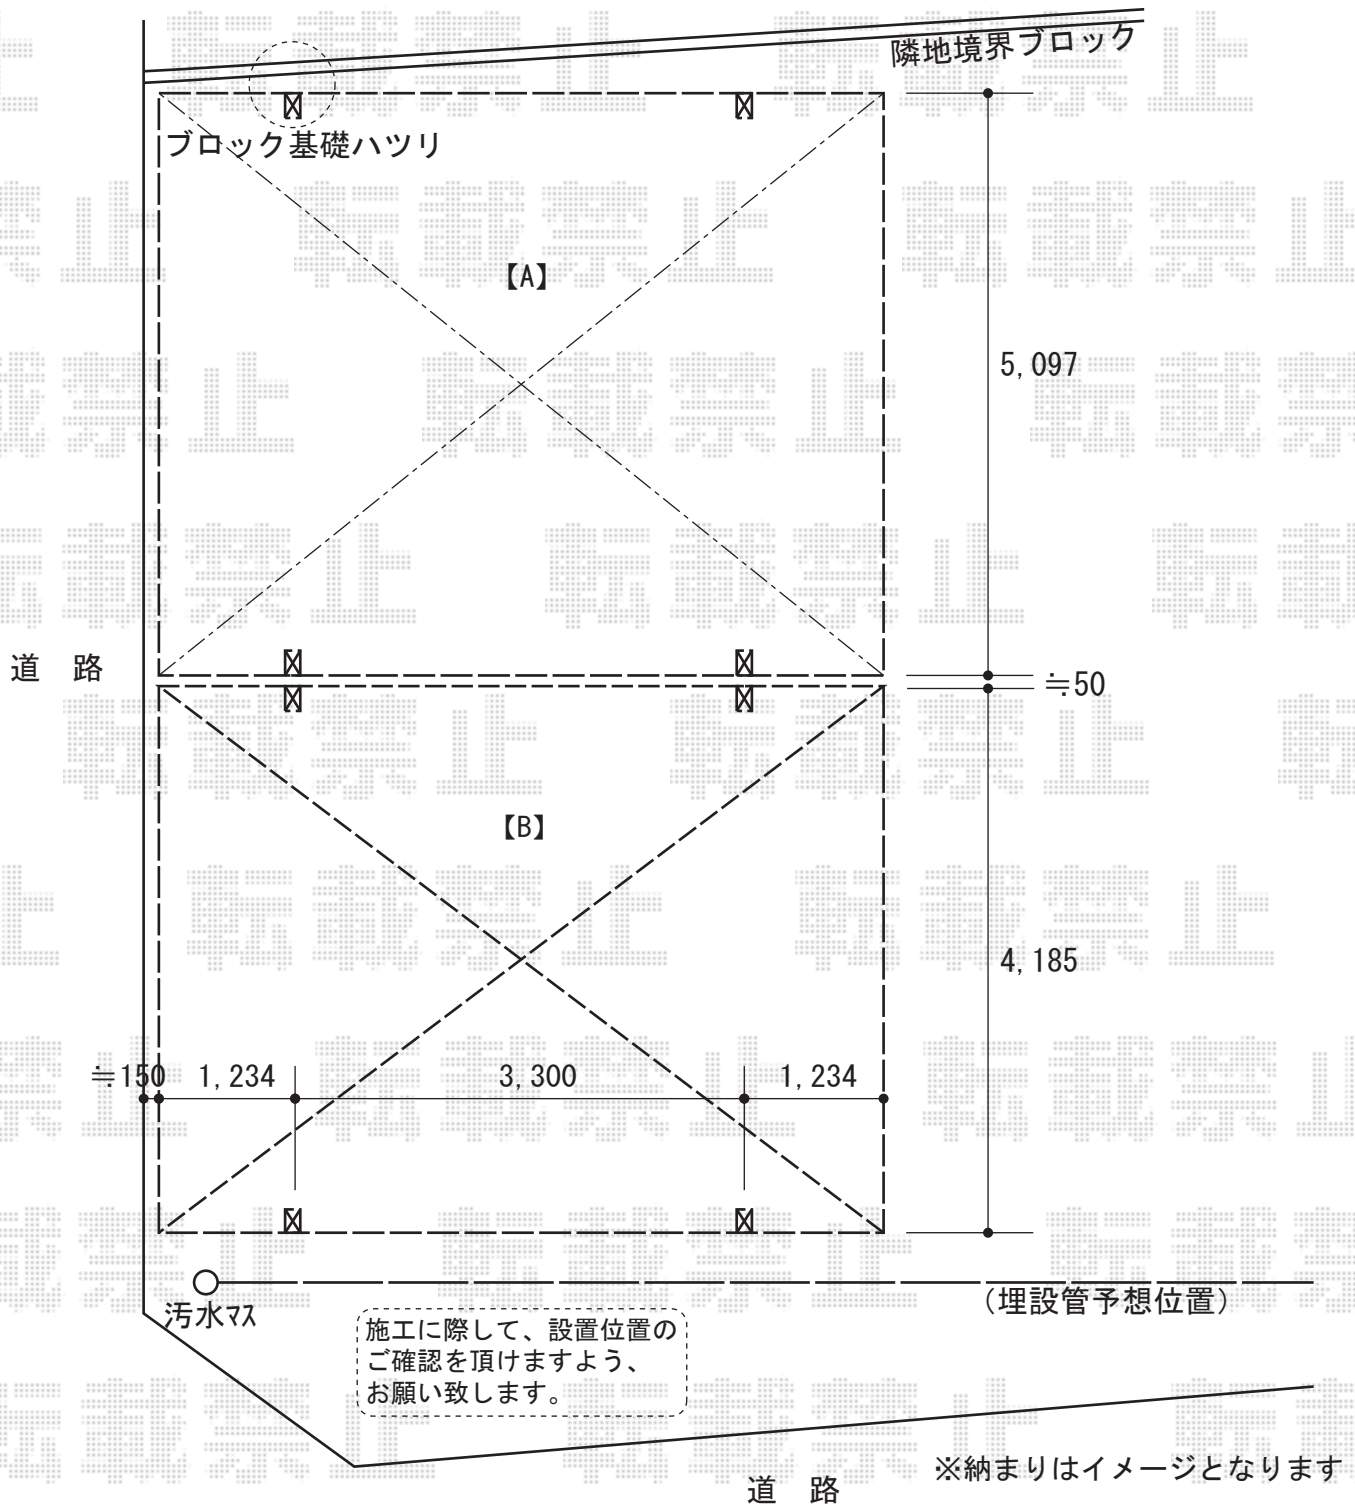 隣地境界ブロック
ブロック基礎ハツリ
【A】
5,097
道　路
≒50
【B】
4,185
≒150
1,234
3,300
1,234
汚水マス
(埋設管予想位置)
施工に際して、設置位置の
ご確認を頂けますよう、
お願い致します。
※納まりはイメージとなります
道　路
転載禁止